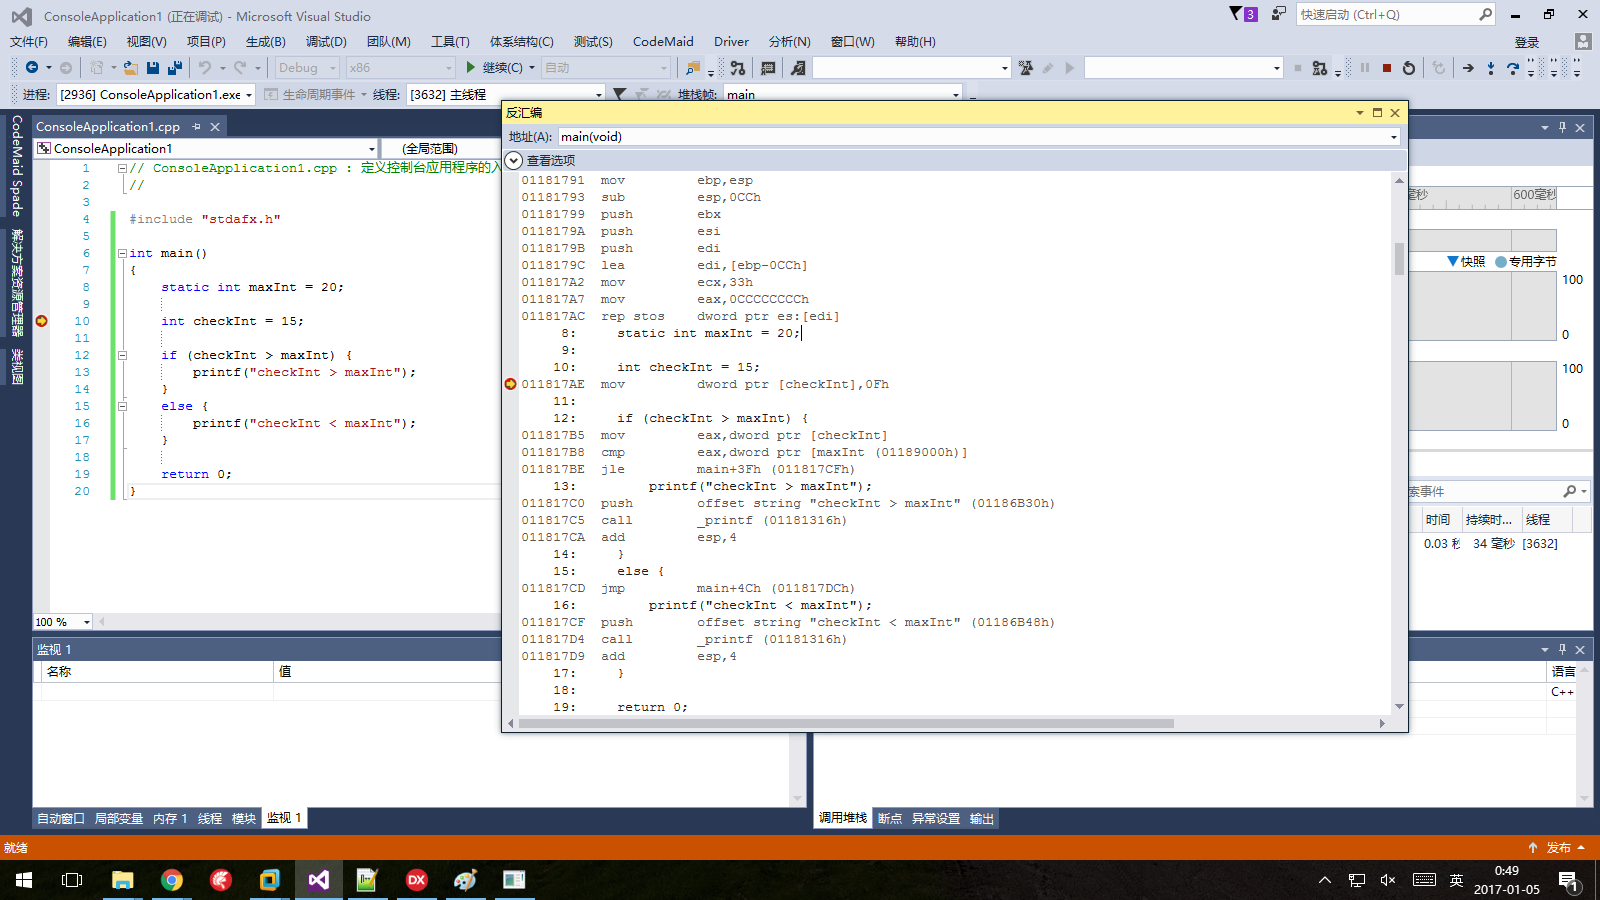 ConsoleApplication1 (正在调试) - Microsoft Visual Studio
3
快速启动 (Ctrl+Q)
文件(F) 编辑(E) 视图(V) 项目(P) 生成(B) 调试(D) 团队(M) 工具(T) 体系结构(C) 测试(S) CodeMaid Driver 分析(N) 窗口(W) 帮助(H)
登录
Debug x86 继续(C) 自动
进程: [2936] ConsoleApplication1.exe 生命周期事件 线程: [3632] 主线程 堆栈帧: main
CodeMaid Spade
解决方案资源管理器
类视图
ConsoleApplication1.cpp
ConsoleApplication1 (全局范围)
1 // ConsoleApplication1.cpp : 定义控制台应用程序的入
2 //
3
4 #include "stdafx.h"
5
6 int main()
7 {
8 static int maxInt = 20;
9
10 int checkInt = 15;
11
12 if (checkInt > maxInt) {
13 printf("checkInt > maxInt");
14 }
15 else {
16 printf("checkInt < maxInt");
17 }
18
19 return 0;
20 }
100 %
反汇编
地址(A): main(void)
查看选项
01181791 mov ebp,esp
01181793 sub esp,0CCh
01181799 push ebx
0118179A push esi
0118179B push edi
0118179C lea edi,[ebp-0CCh]
011817A2 mov ecx,33h
011817A7 mov eax,0CCCCCCCCh
011817AC rep stos dword ptr es:[edi]
8: static int maxInt = 20;
9:
10: int checkInt = 15;
011817AE mov dword ptr [checkInt],0Fh
11:
12: if (checkInt > maxInt) {
011817B5 mov eax,dword ptr [checkInt]
011817B8 cmp eax,dword ptr [maxInt (01189000h)]
011817BE jle main+3Fh (011817CFh)
13: printf("checkInt > maxInt");
011817C0 push offset string "checkInt > maxInt" (01186B30h)
011817C5 call _printf (01181316h)
011817CA add esp,4
14: }
15: else {
011817CD jmp main+4Ch (011817DCh)
16: printf("checkInt < maxInt");
011817CF push offset string "checkInt < maxInt" (01186B48h)
011817D4 call _printf (01181316h)
011817D9 add esp,4
17: }
18:
19: return 0;
毫秒 600毫秒
快照 专用字节
100
0
100
0
索事件
时间 持续时... 线程
0.03 秒 34 毫秒 [3632]
监视 1
名称 值
语言
C++
自动窗口 局部变量 内存 1 线程 模块 监视 1
调用堆栈 断点 异常设置 输出
就绪
发布
DX
英
0:49
2017-01-05
1